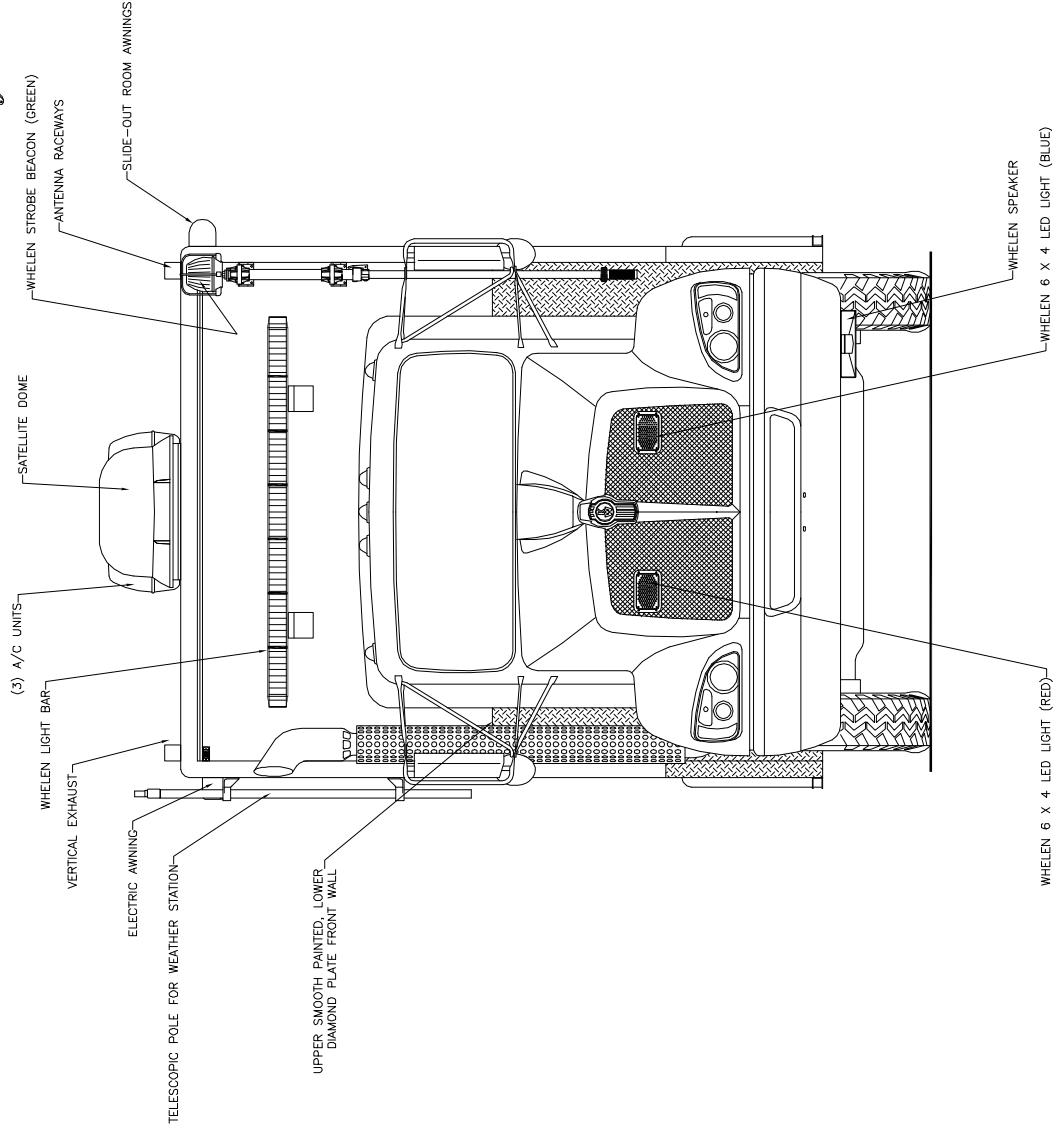 SLIDE-OUT ROOM AWNINGS
WHELEN STROBE BEACON (GREEN)
ANTENNA RACEWAYS
SATELLITE DOME
(3) A/C UNITS
WHELEN LIGHT BAR
VERTICAL EXHAUST
ELECTRIC AWNING
TELESCOPIC POLE FOR WEATHER STATION
UPPER SMOOTH PAINTED, LOWER
DIAMOND PLATE FRONT WALL
WHELEN SPEAKER
WHELEN 6 X 4 LED LIGHT (BLUE)
WHELEN 6 X 4 LED LIGHT (RED)